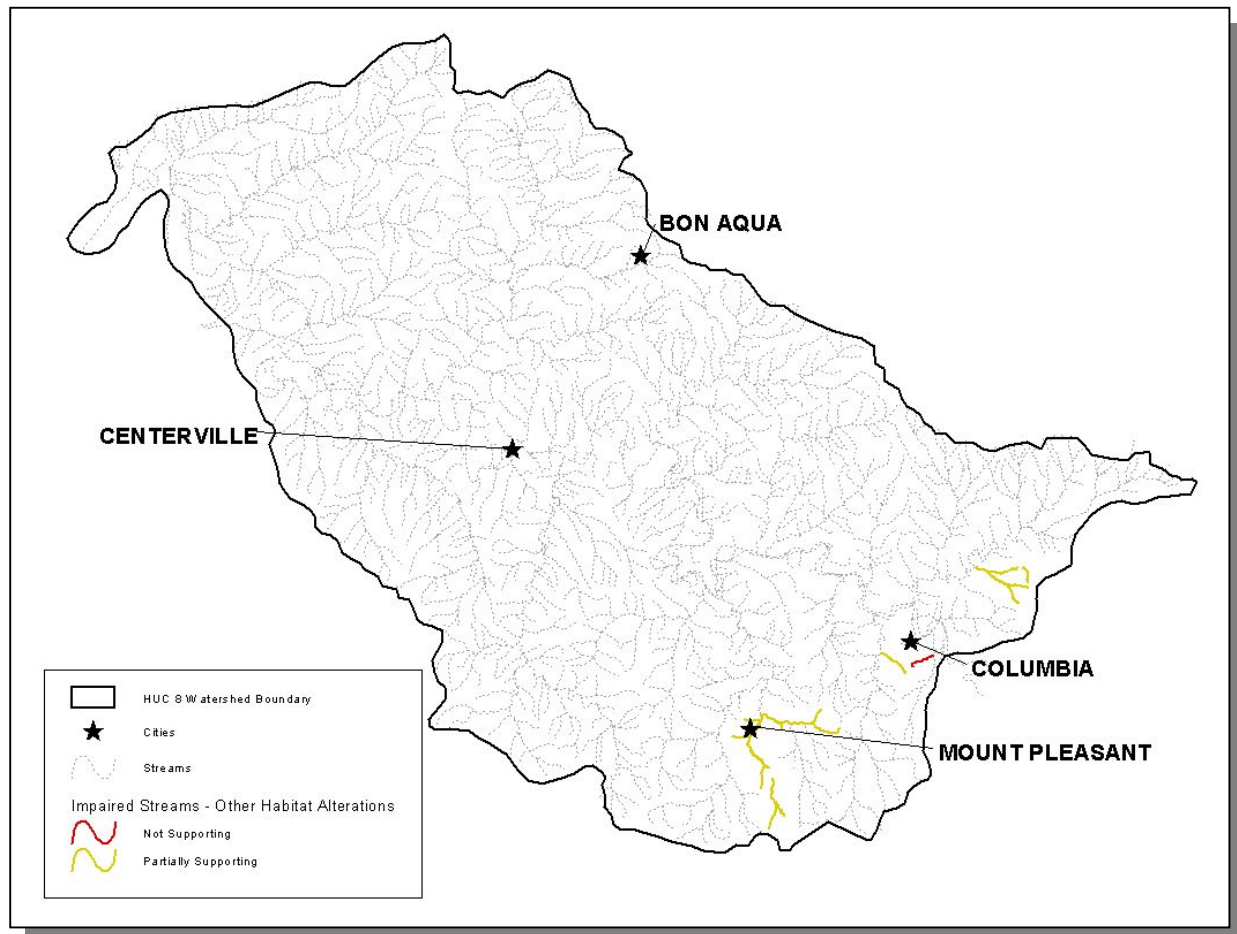 BON AQUA
CENTERVILLE
COLUMBIA
MOUNT PLEASANT
HUC 8 Watershed Boundary
Cities
Streams
Impaired Streams - Other Habitat Alterations
Not Supporting
Partially Supporting